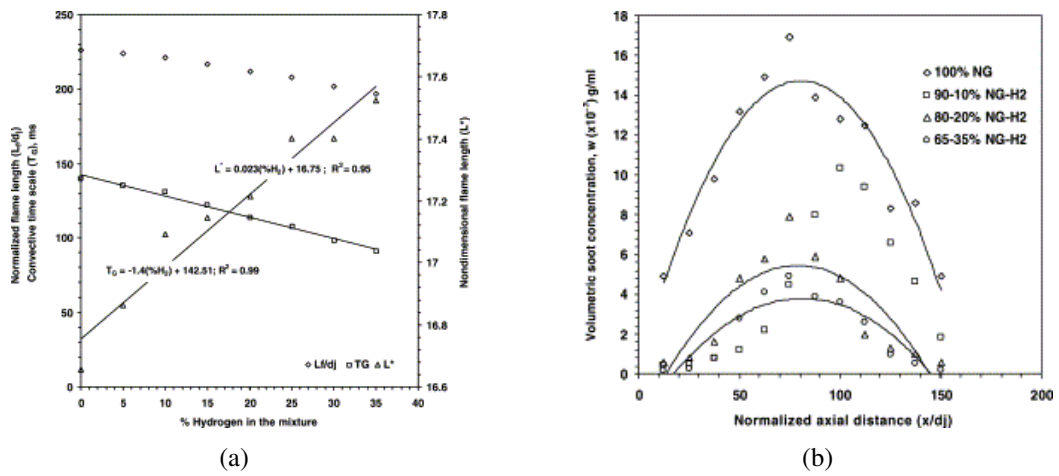 Normalized flame length (Lf/dj)
Convective time scale (TG), ms
250
200
150
100
50
0
17.8
17.6
17.4
17.2
17
16.8
16.6
Nondimensional flame length (L*)
L* = 0.023(%H2) + 16.75 ; R2 = 0.95
TG = -1.4(%H2) + 142.51; R2 = 0.99
Lf/dj TG L*
0 5 10 15 20 25 30 35 40
% Hydrogen in the mixture
(a)
Volumetric soot concentration, w (x10-7) g/ml
18
16
14
12
10
8
6
4
2
0
100% NG
90-10% NG-H2
80-20% NG-H2
65-35% NG-H2
0 50 100 150 200
Normalized axial distance (x/dj)
(b)